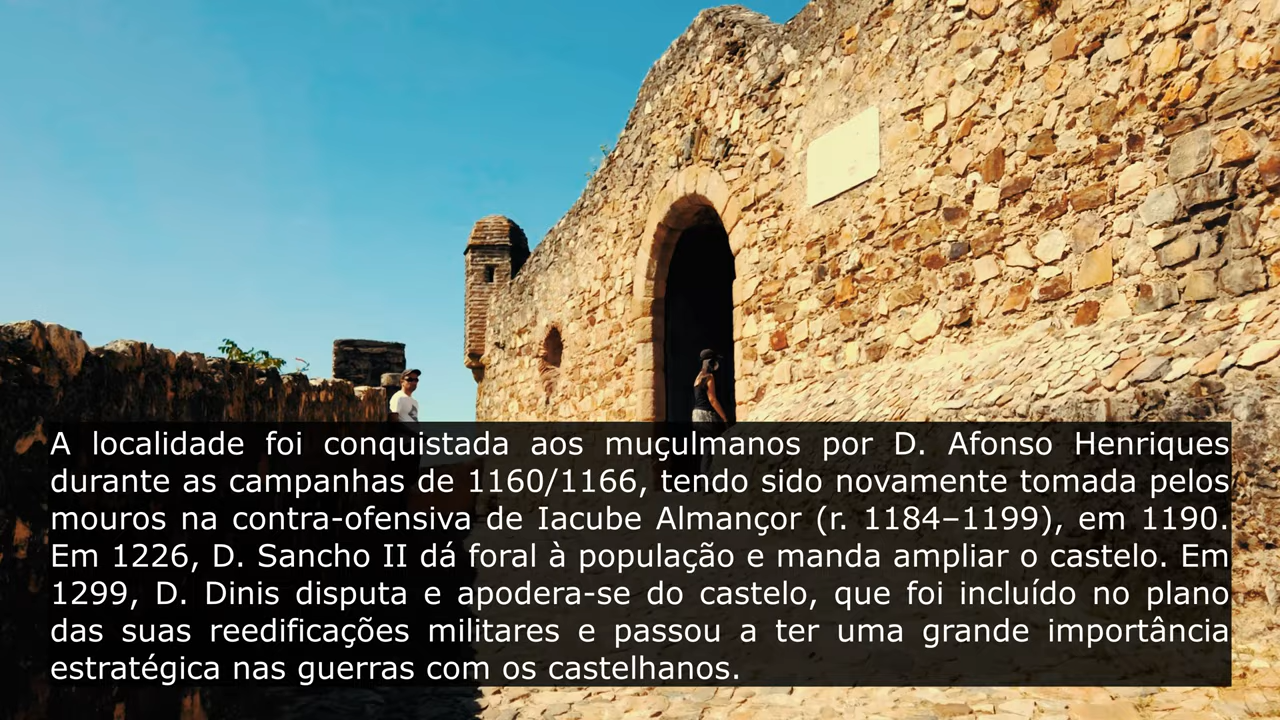 A localidade foi conquistada aos muçulmanos por D. Afonso Henriques
durante as campanhas de 1160/1166, tendo sido novamente tomada pelos
mouros na contra-ofensiva de Iacube Almançor (r. 1184–1199), em 1190.
Em 1226, D. Sancho II dá foral à população e manda ampliar o castelo. Em
1299, D. Dinis disputa e apodera-se do castelo, que foi incluído no plano
das suas reedificações militares e passou a ter uma grande importância
estratégica nas guerras com os castelhanos.